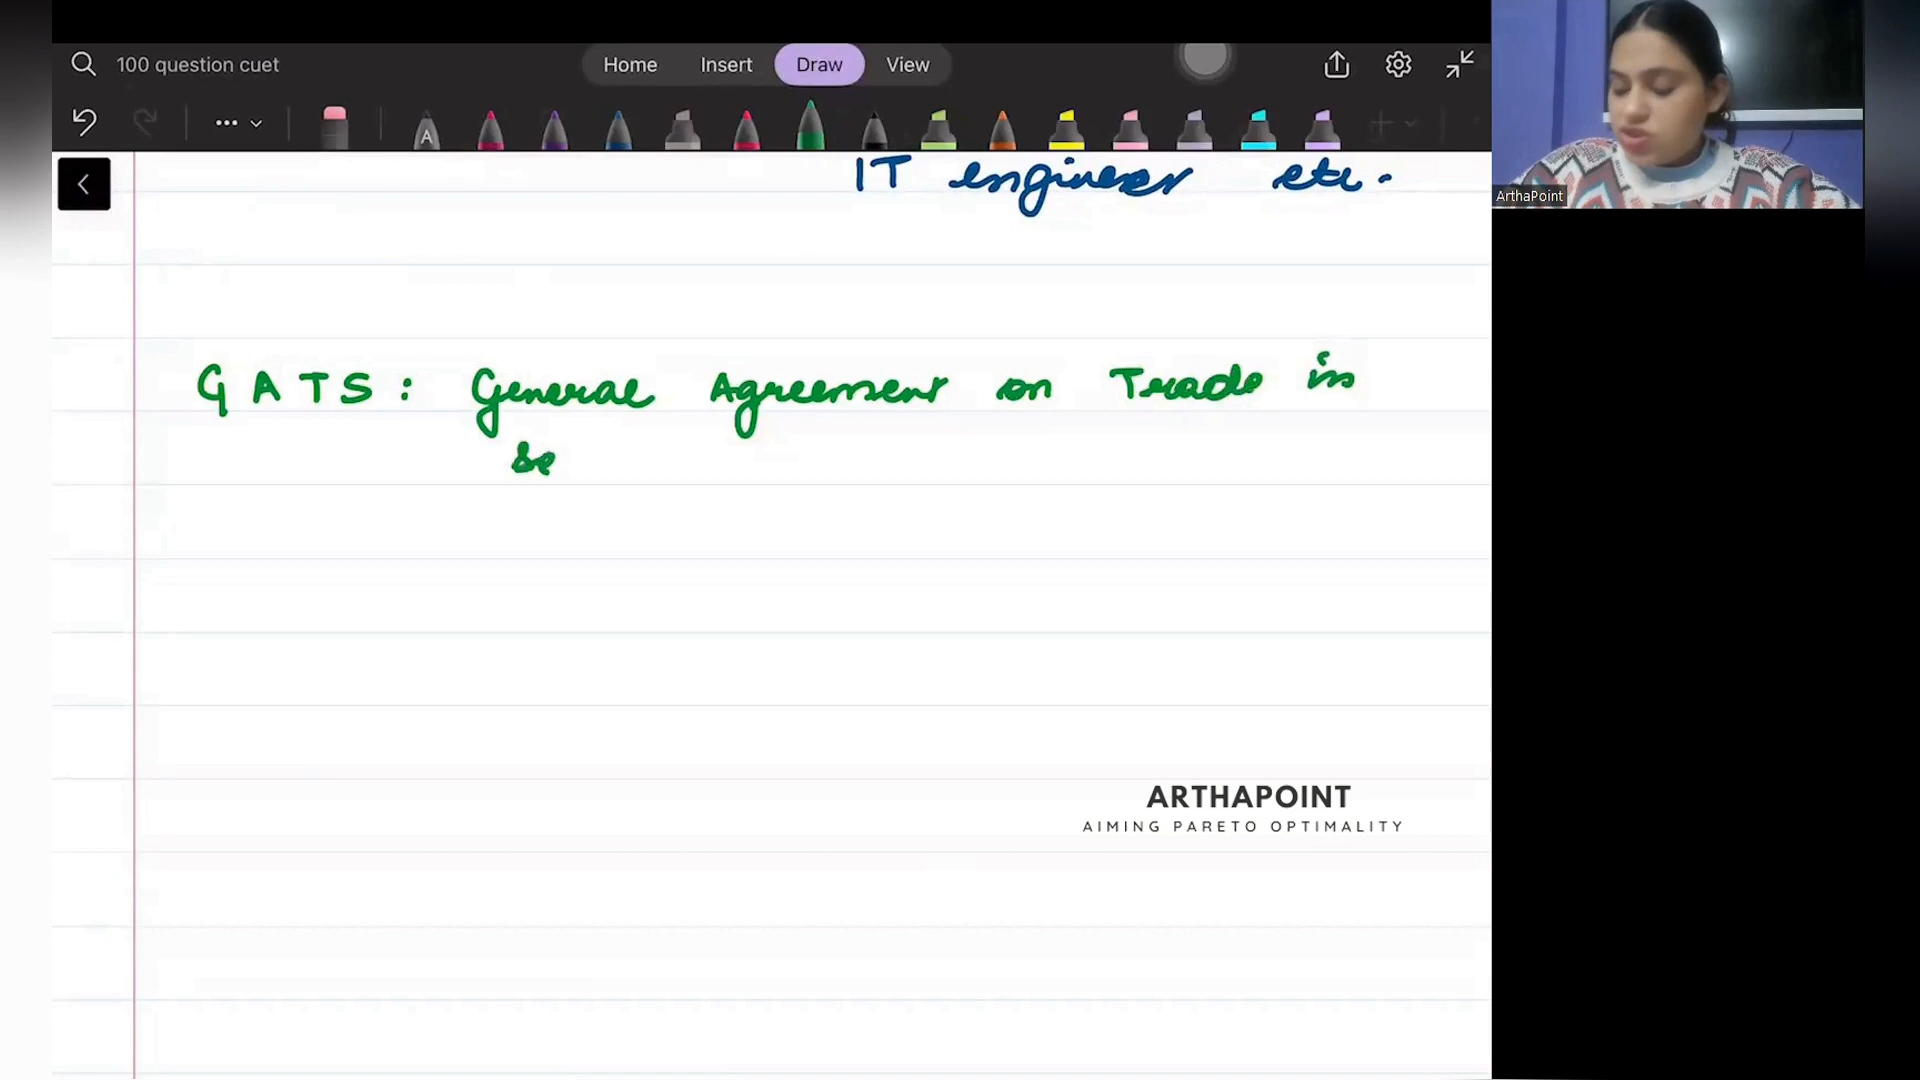 100 question cuet
Home Insert Draw View
A
IT engineer etc.
GATS: General Agreement on Trade in
Se
ArthaPoint
ARTHAPOINT
AIMING PARETO OPTIMALITY